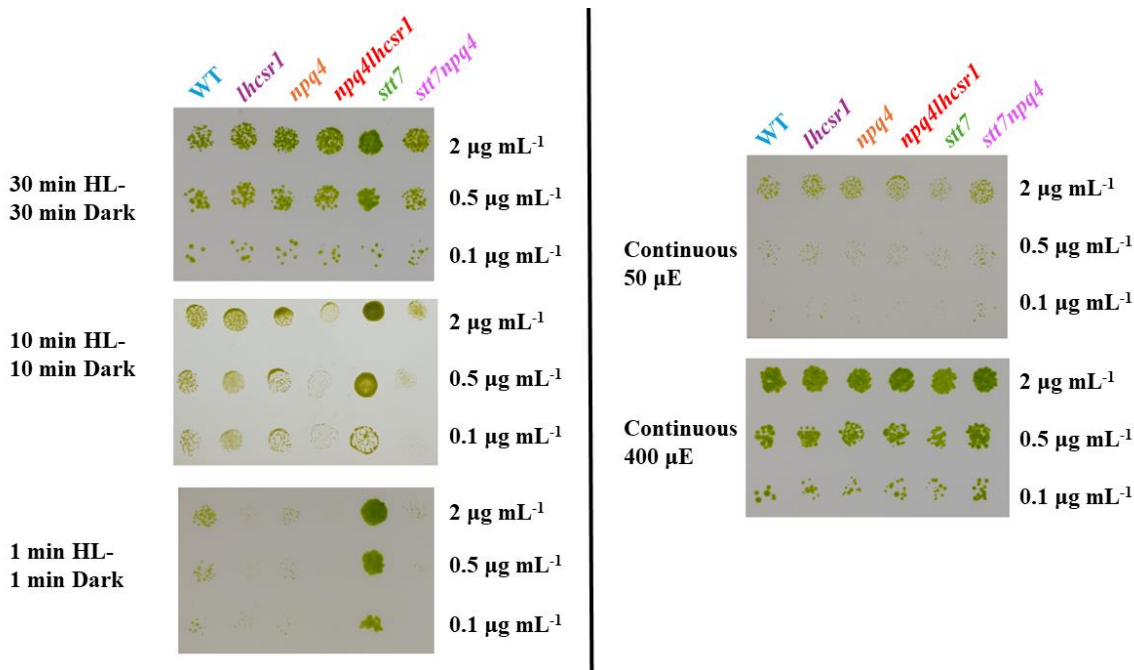 WT lhcsr1 npq4 npq4lhcsr1 stt7 stt7npq4
30 min HL-
30 min Dark
2 µg mL-1
0.5 µg mL-1
0.1 µg mL-1
10 min HL-
10 min Dark
2 µg mL-1
0.5 µg mL-1
0.1 µg mL-1
1 min HL-
1 min Dark
2 µg mL-1
0.5 µg mL-1
0.1 µg mL-1
WT lhcsr1 npq4 npq4lhcsr1 stt7 stt7npq4
Continuous
50 µE
2 µg mL-1
0.5 µg mL-1
0.1 µg mL-1
Continuous
400 µE
2 µg mL-1
0.5 µg mL-1
0.1 µg mL-1